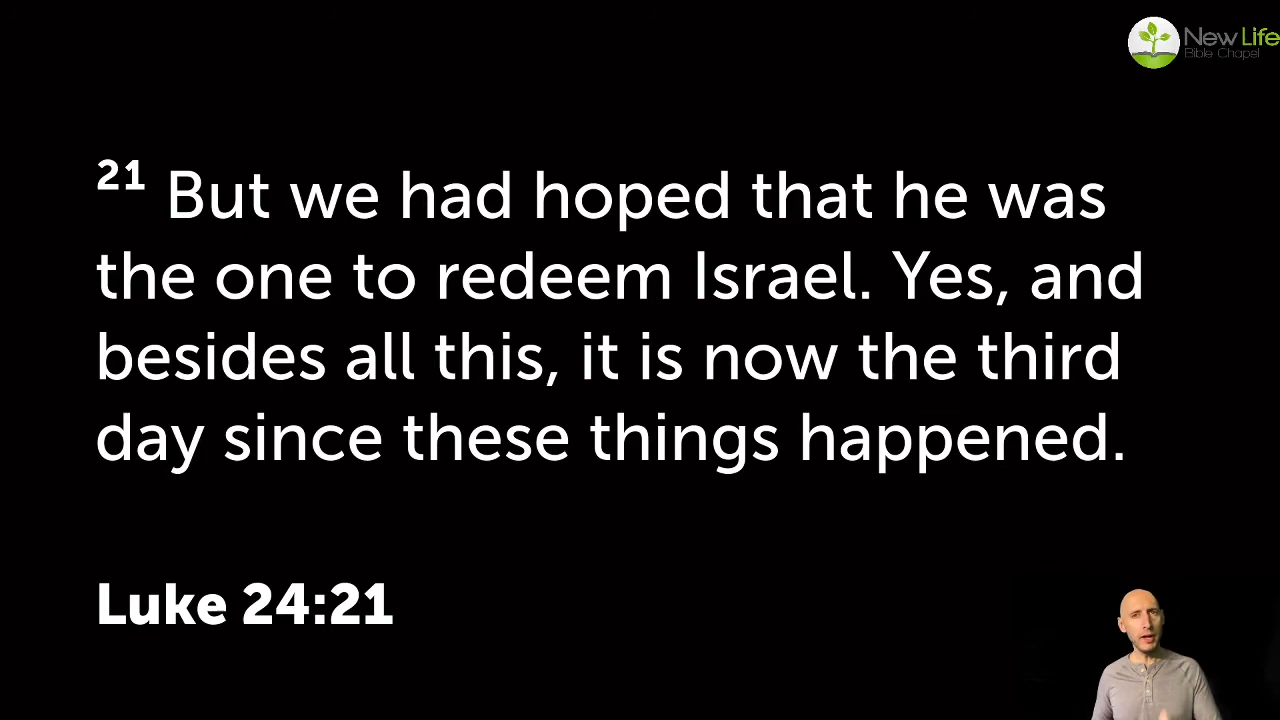 New Life
Bible Chapel
21 But we had hoped that he was
the one to redeem Israel. Yes, and
besides all this, it is now the third
day since these things happened.
Luke 24:21